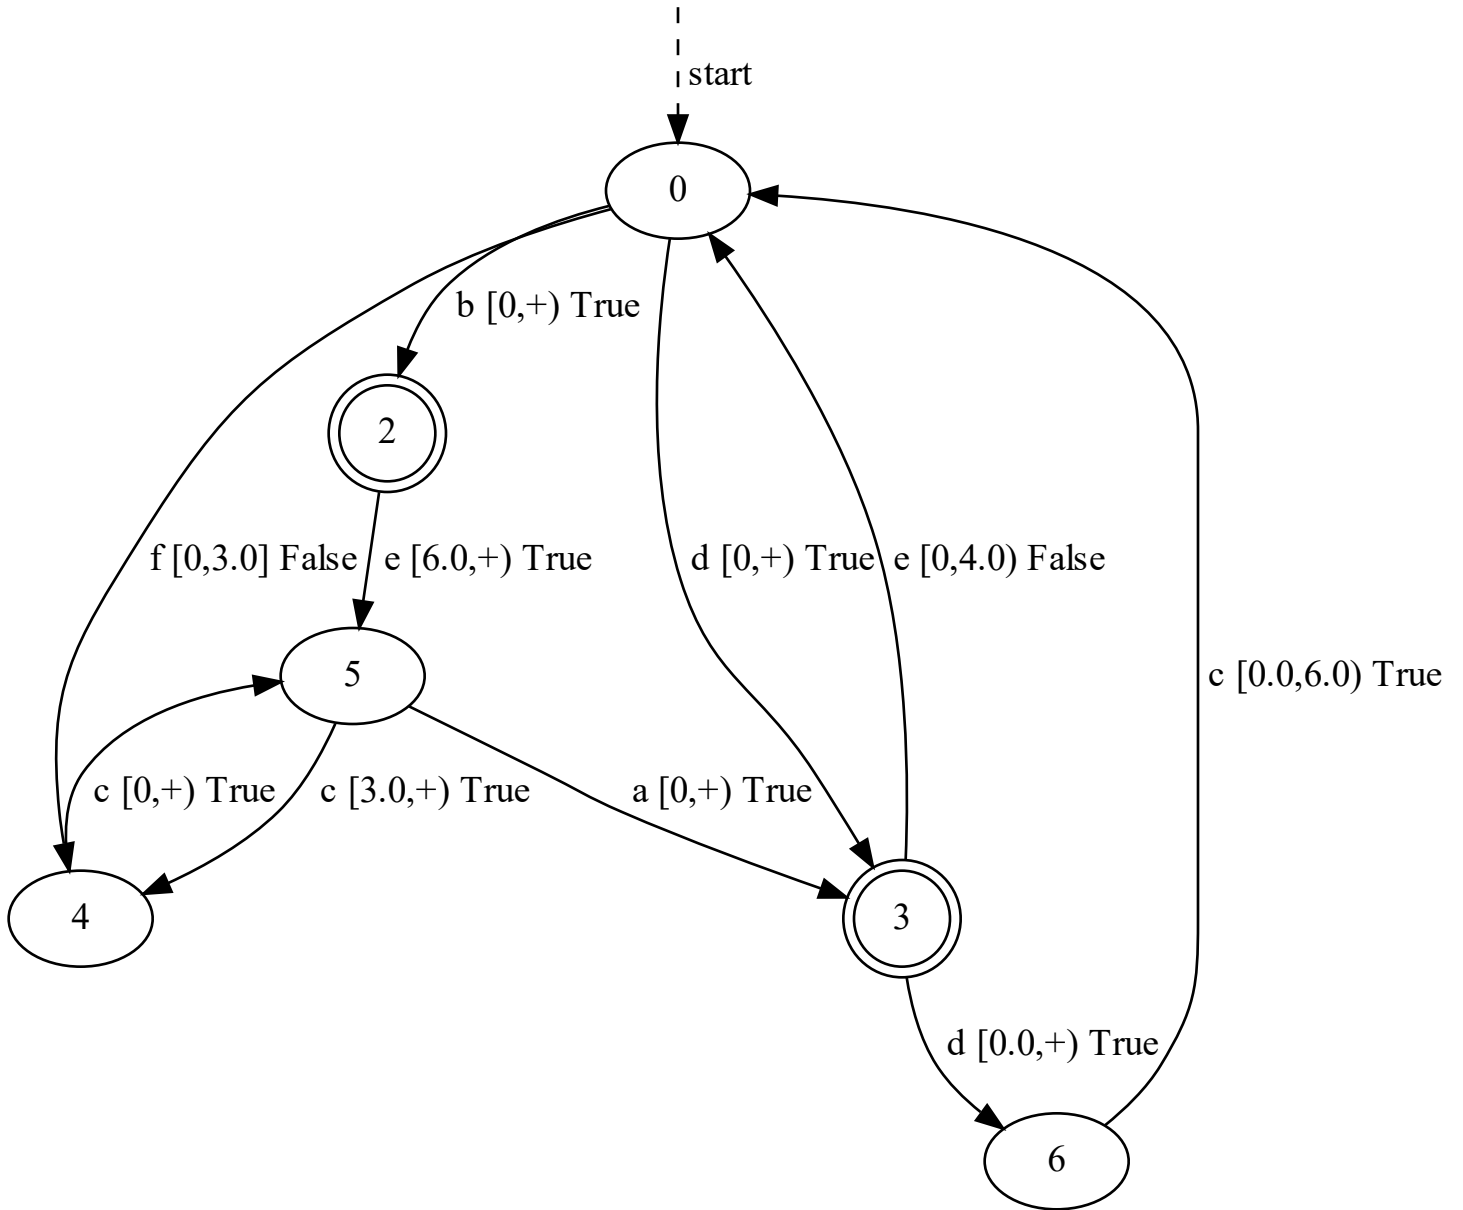 start
0
b [0,+) True
2
f [0,3.0] False
e [6.0,+) True
d [0,+) True
e [0,4.0) False
5
c [0.0,6.0) True
c [0,+) True
c [3.0,+) True
a [0,+) True
4
3
d [0.0,+) True
6